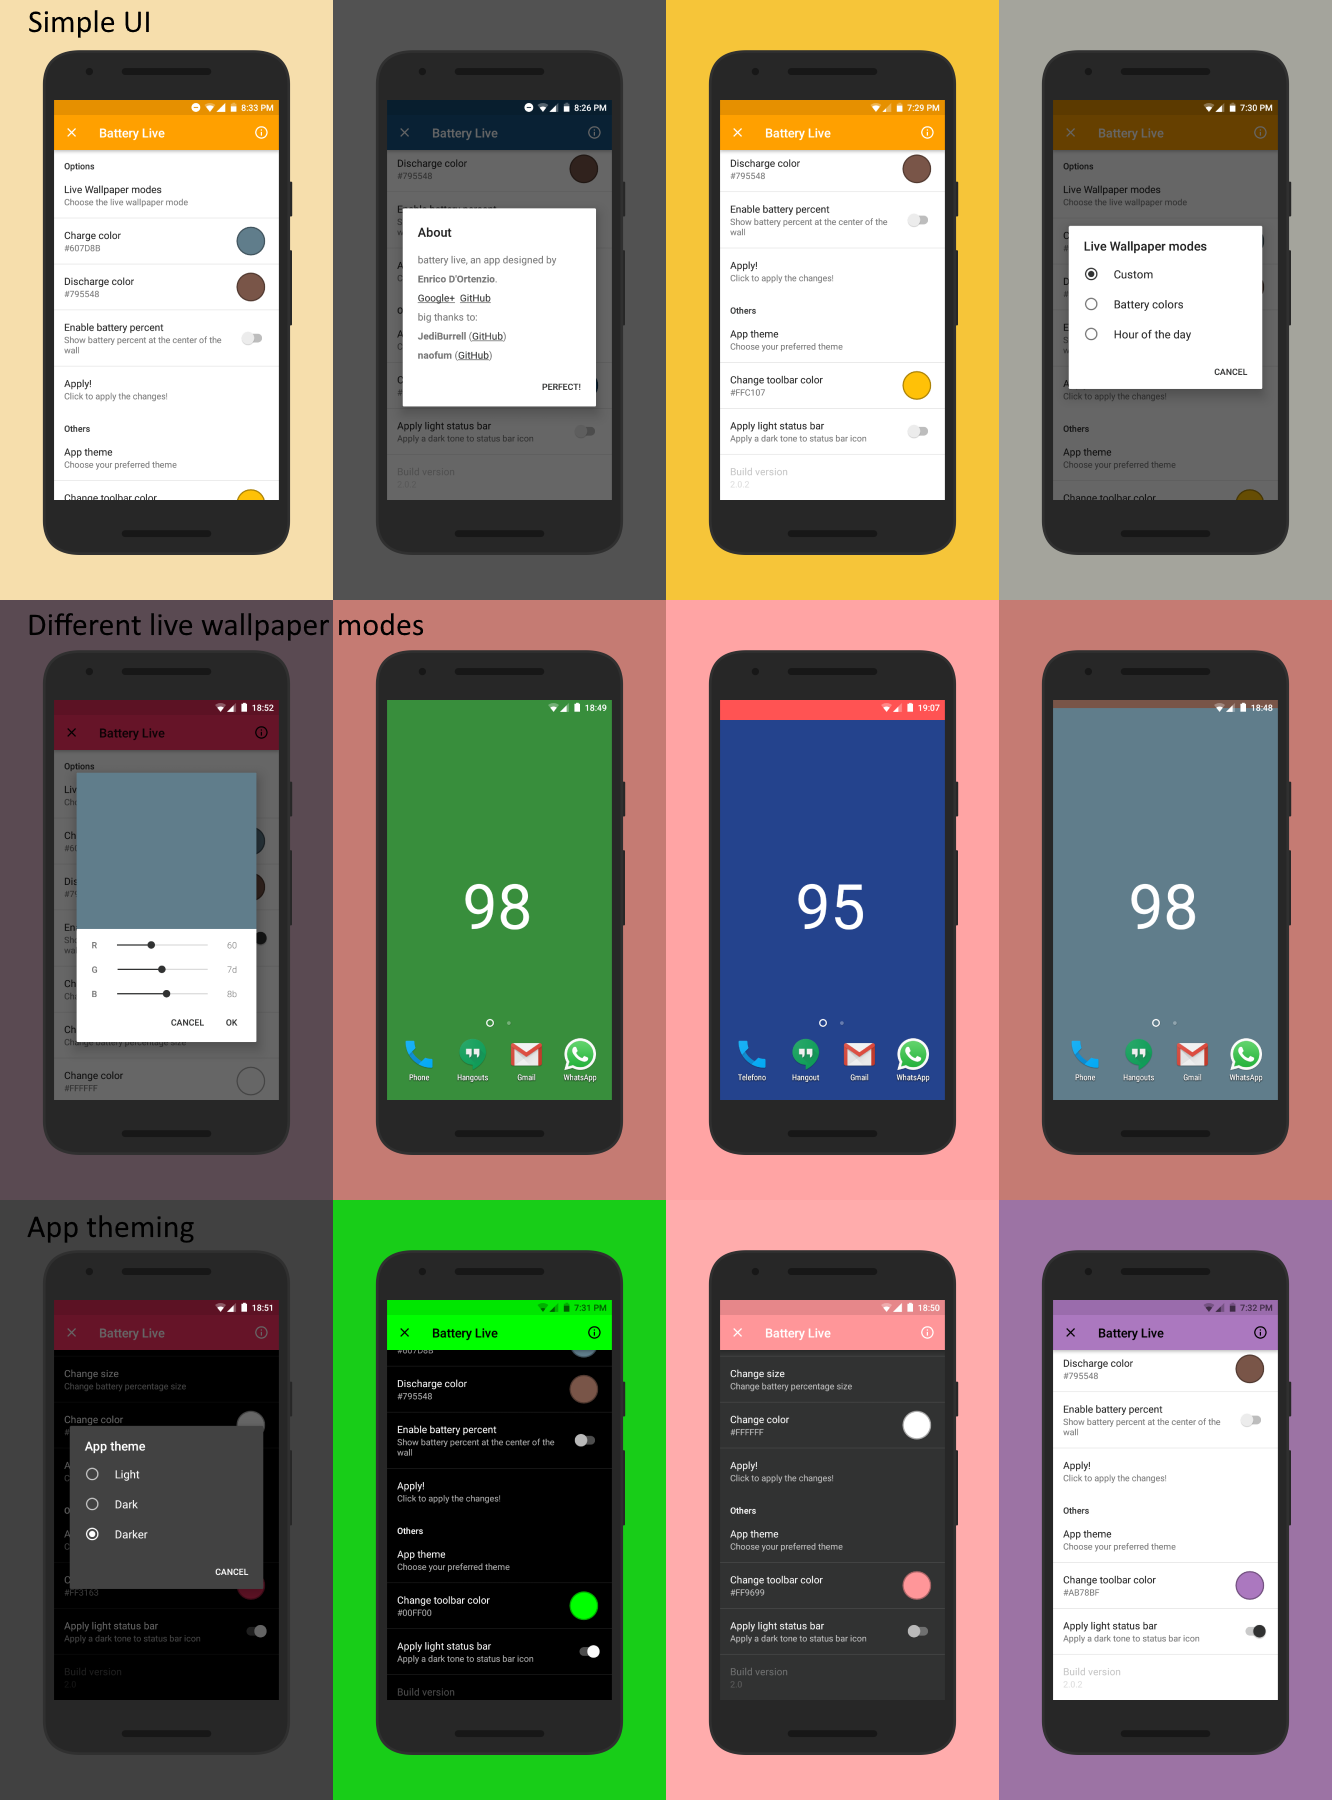 Simple UI
8:33 PM
Battery Live
Options
Live Wallpaper modes
Choose the live wallpaper mode
Charge color
#607D8B
Discharge color
#795548
Enable battery percent
Show battery percent at the center of the
wall
Apply!
Click to apply the changes!
Others
App theme
Choose your preferred theme
Change toolbar color
8:26 PM
Battery Live
Discharge color
#795548
Enable battery percent
About
battery live, an app designed by
Enrico D'Ortenzio.
Google+ GitHub
big thanks to:
JediBurrell (GitHub)
naofum (GitHub)
PERFECT!
Apply light status bar
Apply a dark tone to status bar icon
Build version
2.0.2
7:29 PM
Battery Live
Discharge color
#795548
Enable battery percent
Show battery percent at the center of the
wall
Apply!
Click to apply the changes!
Others
App theme
Choose your preferred theme
Change toolbar color
#FFC107
Apply light status bar
Apply a dark tone to status bar icon
Build version
2.0.2
7:30 PM
Battery Live
Options
Live Wallpaper modes
Choose the live wallpaper mode
Live Wallpaper modes
Custom
Battery colors
Hour of the day
CANCEL
Click to apply the changes!
Others
App theme
Choose your preferred theme
Change toolbar color
Different live wallpaper modes
18:52
Battery Live
Options
R 60
G 7d
B 8b
CANCEL OK
Change battery percentage size
Change color
#FFFFFF
18:49
98
Phone Hangouts Gmail WhatsApp
19:07
95
Telefono Hangout Gmail WhatsApp
18:48
98
Phone Hangouts Gmail WhatsApp
App theming
18:51
Battery Live
Change size
Change battery percentage size
Change color
App theme
Light
Dark
Darker
CANCEL
#FF3163
Apply light status bar
Apply a dark tone to status bar icon
Build version
2.0
7:31 PM
Battery Live
#607D8B
Discharge color
#795548
Enable battery percent
Show battery percent at the center of the
wall
Apply!
Click to apply the changes!
Others
App theme
Choose your preferred theme
Change toolbar color
#00FF00
Apply light status bar
Apply a dark tone to status bar icon
Build version
18:50
Battery Live
Change size
Change battery percentage size
Change color
#FFFFFF
Apply!
Click to apply the changes!
Others
App theme
Choose your preferred theme
Change toolbar color
#FF9699
Apply light status bar
Apply a dark tone to status bar icon
Build version
2.0
7:32 PM
Battery Live
Discharge color
#795548
Enable battery percent
Show battery percent at the center of the
wall
Apply!
Click to apply the changes!
Others
App theme
Choose your preferred theme
Change toolbar color
#AB78BF
Apply light status bar
Apply a dark tone to status bar icon
Build version
2.0.2